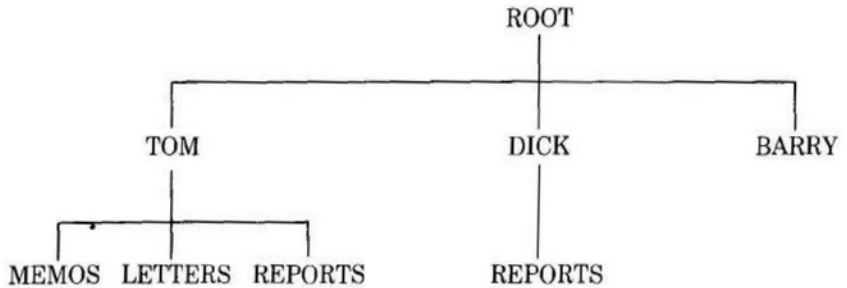 ROOT
TOM DICK BARRY
MEMOS LETTERS REPORTS REPORTS